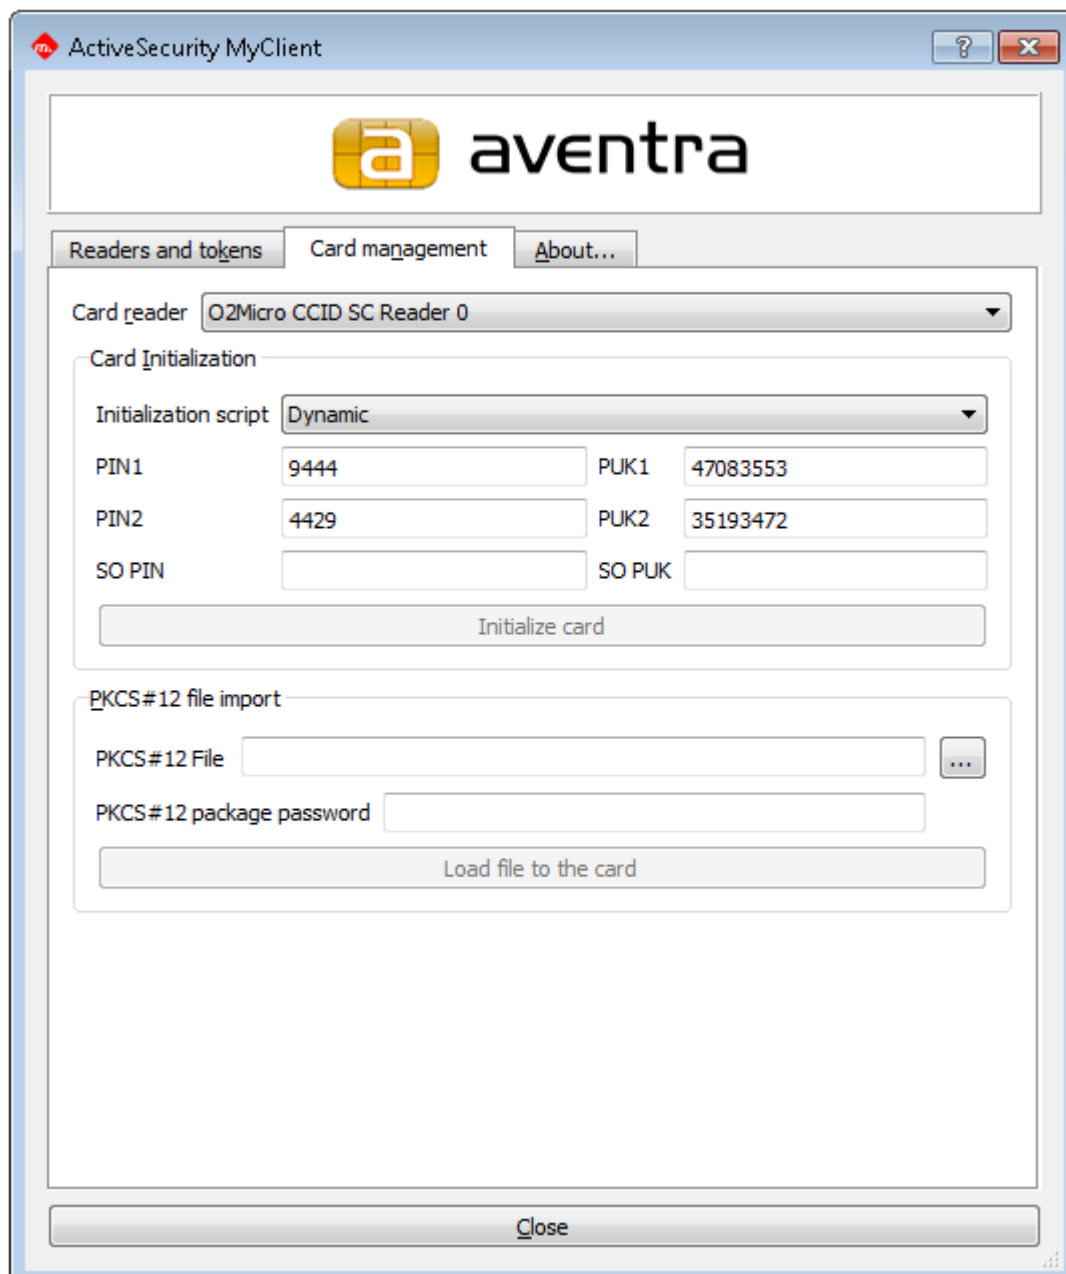 m. ActiveSecurity MyClient ?
a aventra
Readers and tokens Card management About...
Card reader O2Micro CCID SC Reader 0
Card Initialization
Initialization script Dynamic
PIN1 9444 PUK1 47083553
PIN2 4429 PUK2 35193472
SO PIN SO PUK
Initialize card
PKCS#12 file import
PKCS#12 File ...
PKCS#12 package password
Load file to the card
Close